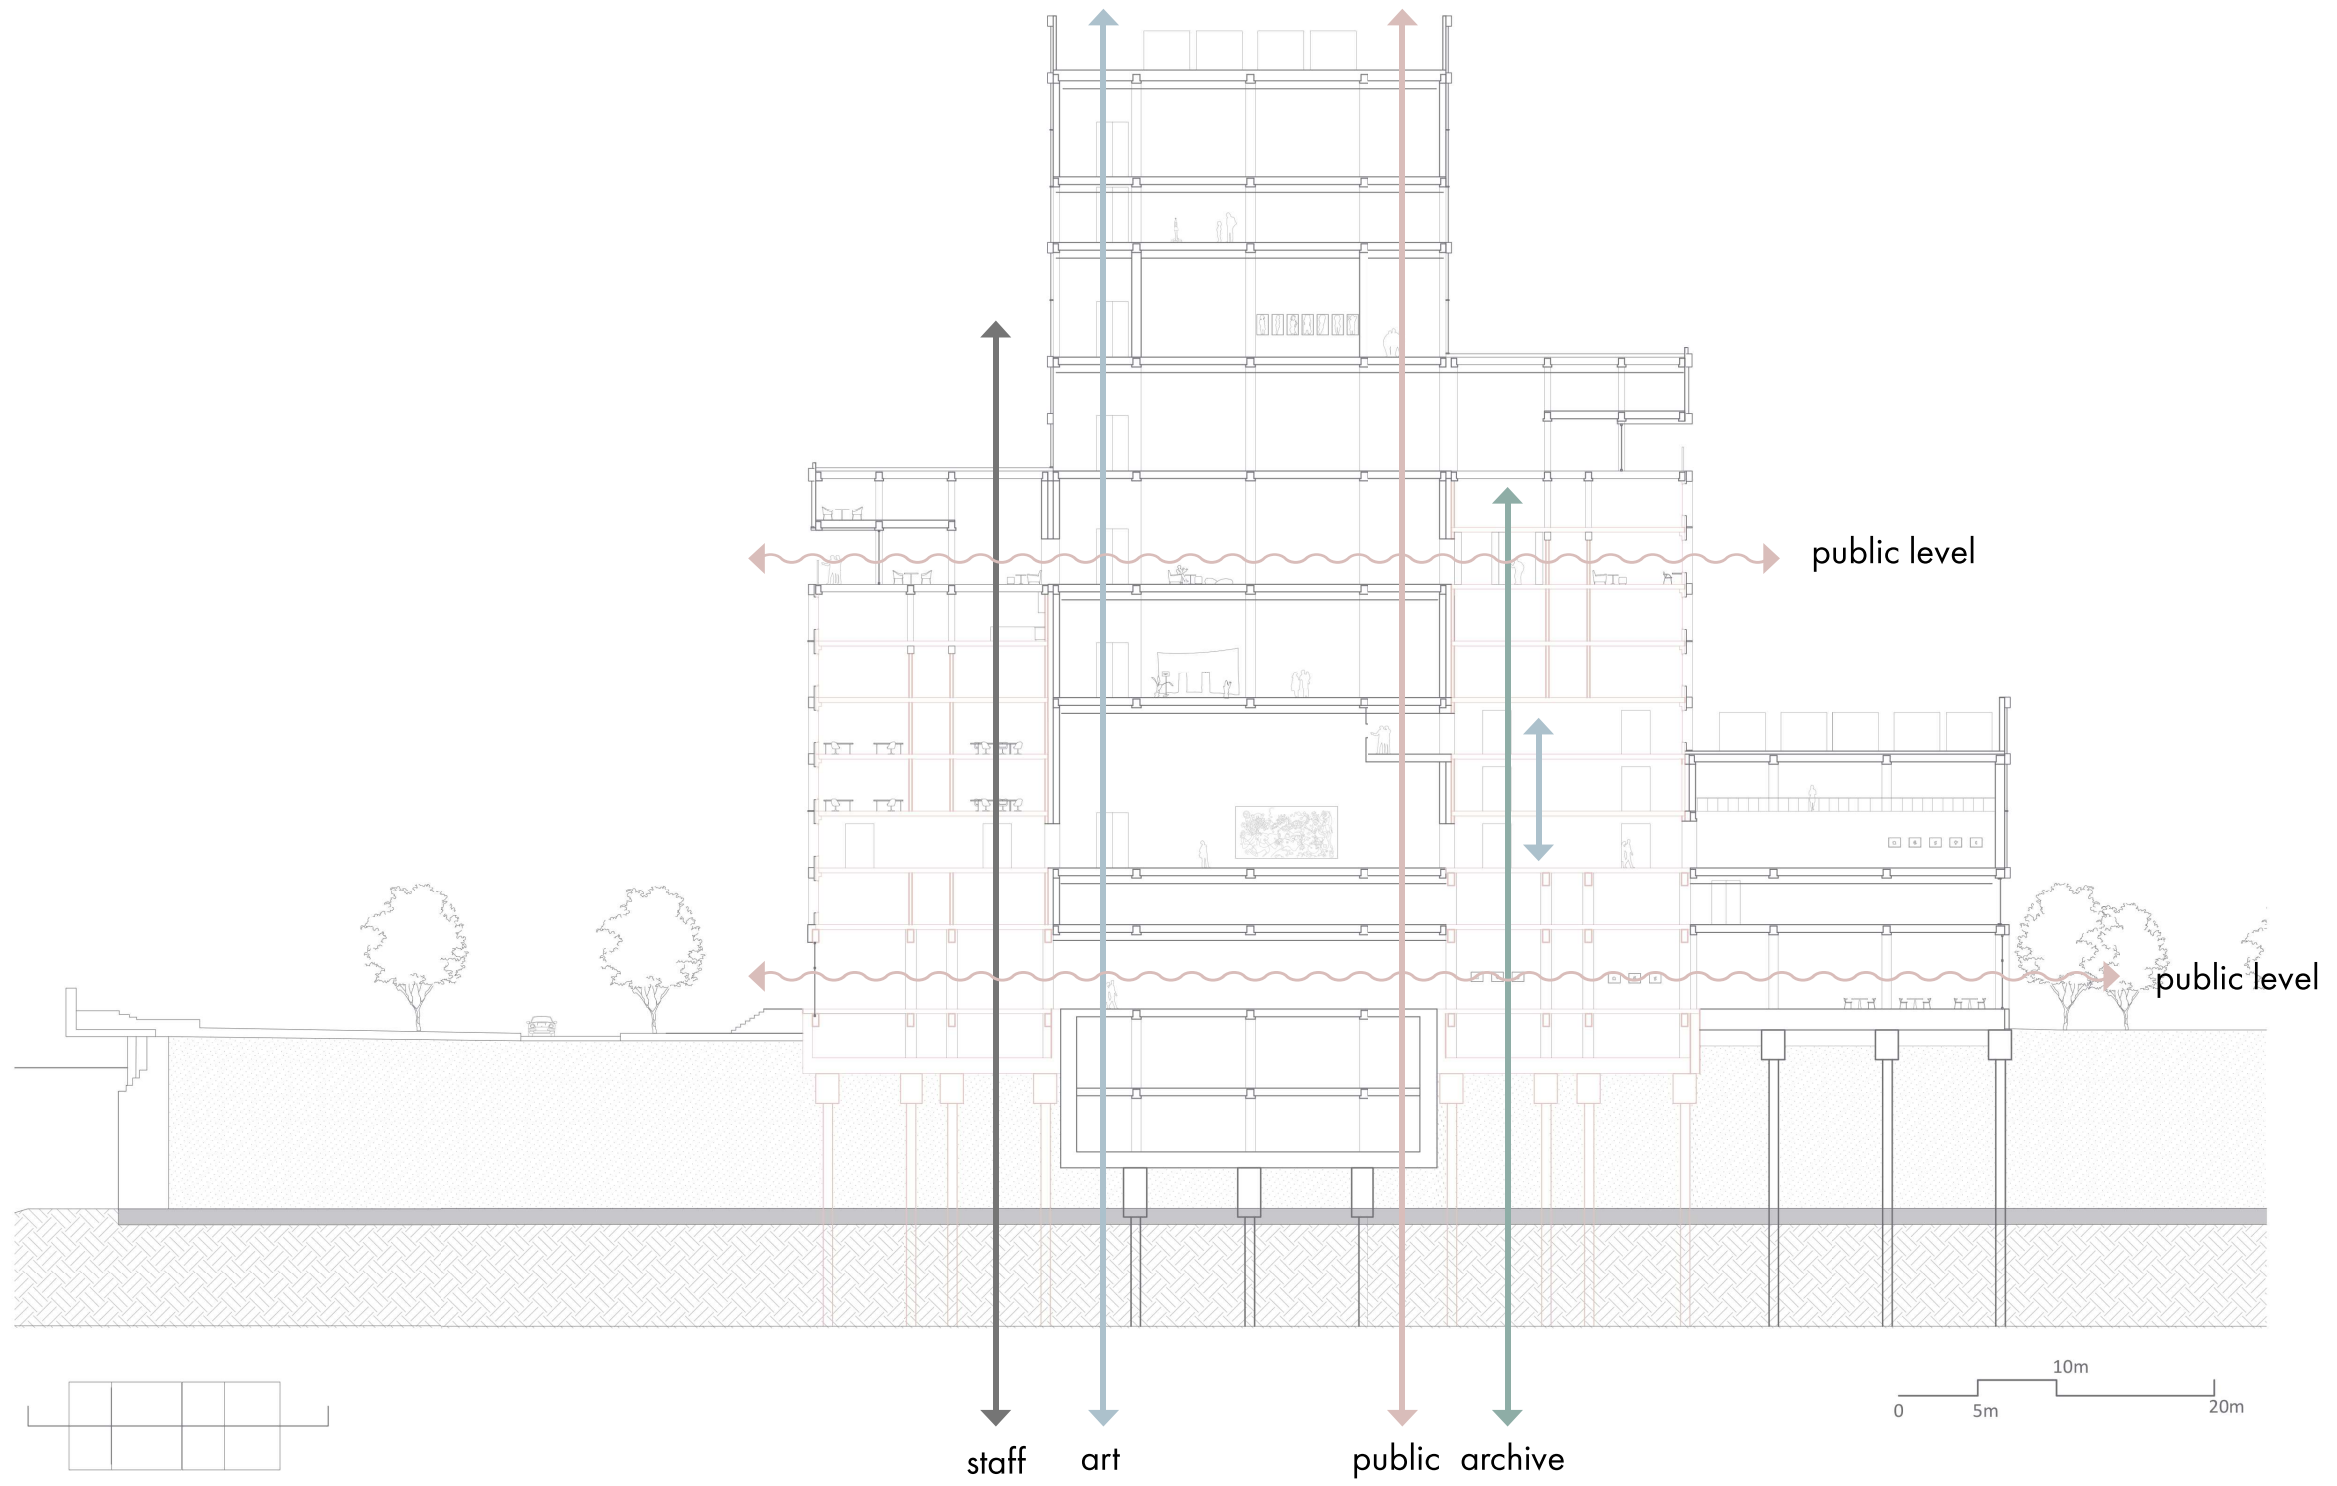 public level
public level
10m
0
5m
20m
staff
art
public
archive